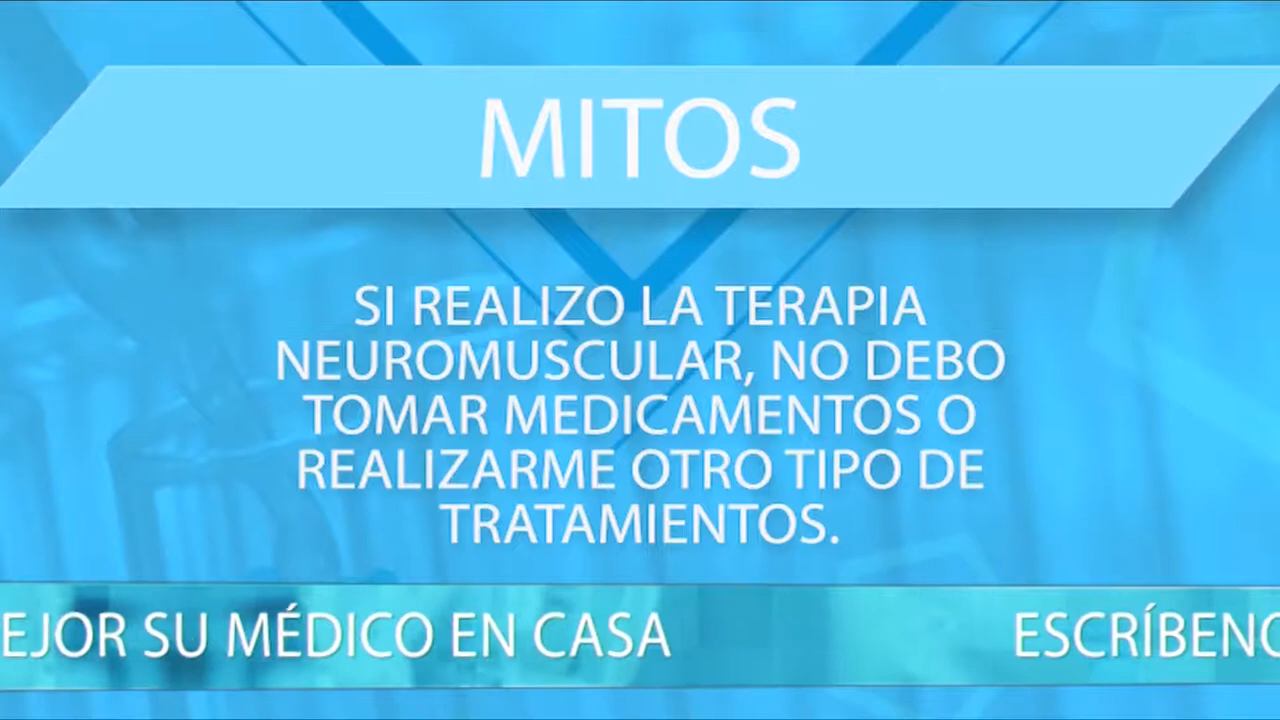 MITOS
SI REALIZO LA TERAPIA
NEUROMUSCULAR, NO DEBO
TOMAR MEDICAMENTOS O
REALIZARME OTRO TIPO DE
TRATAMIENTOS.
EJOR SU MÉDICO EN CASA ESCRÍBENO